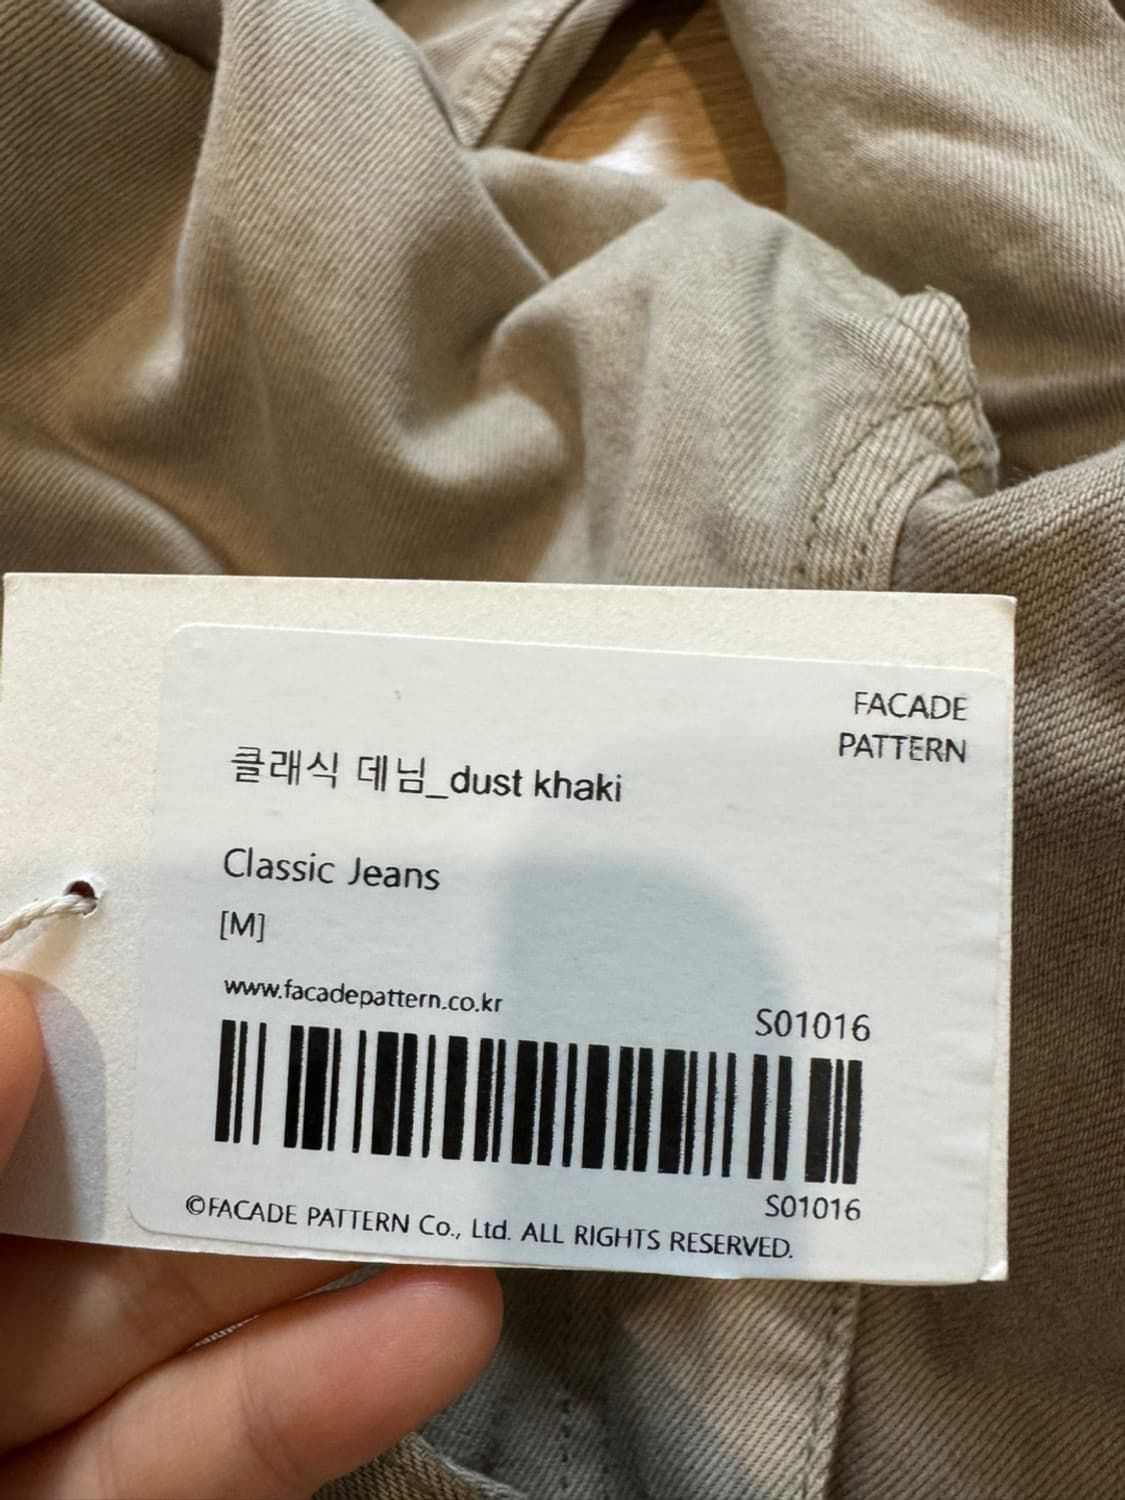 FACADE
PATTERN
클래식 데님_dust khaki
Classic Jeans
[M]
www.facadepattern.co.kr
S01016
S01016
©FACADE PATTERN Co., Ltd. ALL RIGHTS RESERVED.